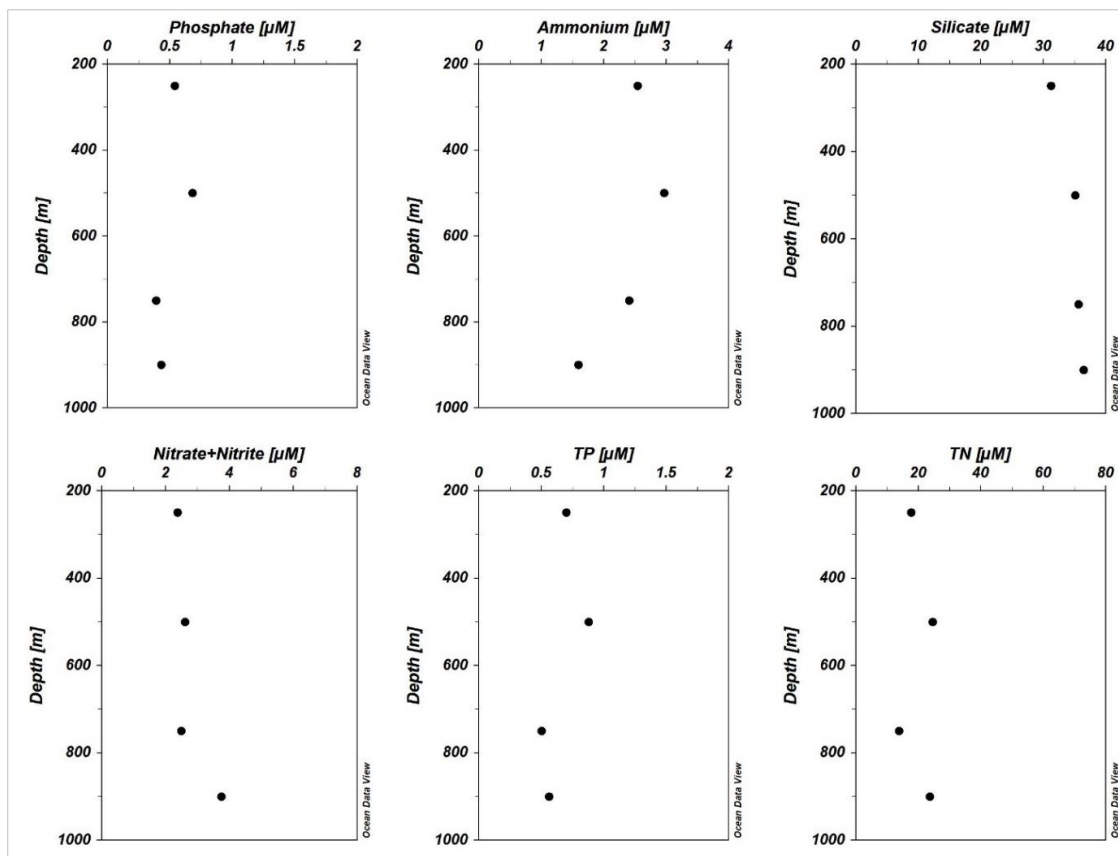 Phosphate [µM]
0 0.5 1 1.5 2
200
400
600
800
1000
Depth [m]
Ocean Data View
Ammonium [µM]
0 1 2 3 4
200
400
600
800
1000
Depth [m]
Ocean Data View
Silicate [µM]
0 10 20 30 40
200
400
600
800
1000
Depth [m]
Ocean Data View
Nitrate+Nitrite [µM]
0 2 4 6 8
200
400
600
800
1000
Depth [m]
Ocean Data View
TP [µM]
0 0.5 1 1.5 2
200
400
600
800
1000
Depth [m]
Ocean Data View
TN [µM]
0 20 40 60 80
200
400
600
800
1000
Depth [m]
Ocean Data View